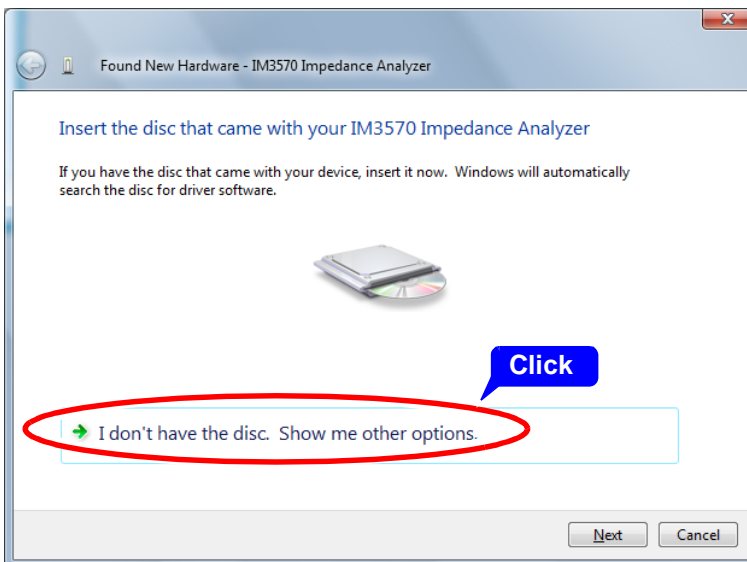 Found New Hardware - IM3570 Impedance Analyzer
Insert the disc that came with your IM3570 Impedance Analyzer
If you have the disc that came with your device, insert it now.  Windows will automatically
search the disc for driver software.
Click
I don't have the disc.  Show me other options.
Next
Cancel